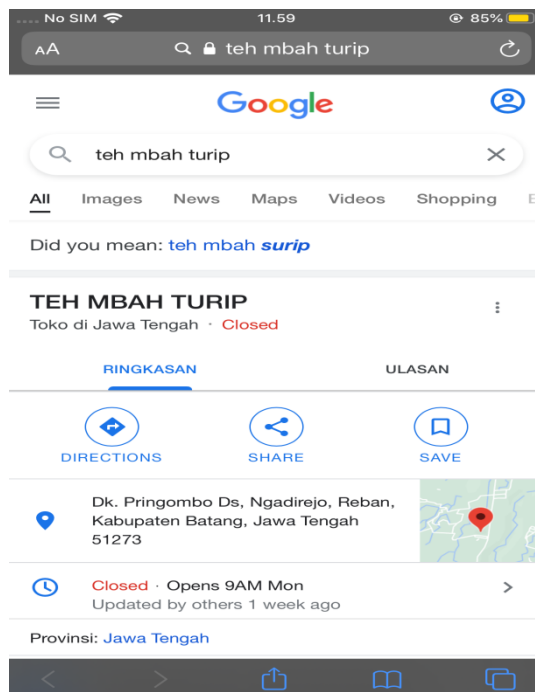 No SIM 11.59 85%
AA teh mbah turip
Google
teh mbah turip
All Images News Maps Videos Shopping
Did you mean: teh mbah surip
TEH MBAH TURIP
Toko di Jawa Tengah · Closed
RINGKASAN ULASAN
DIRECTIONS SHARE SAVE
Dk. Pringombo Ds, Ngadirejo, Reban,
Kabupaten Batang, Jawa Tengah
51273
Closed · Opens 9AM Mon
Updated by others 1 week ago
Provinsi: Jawa Tengah